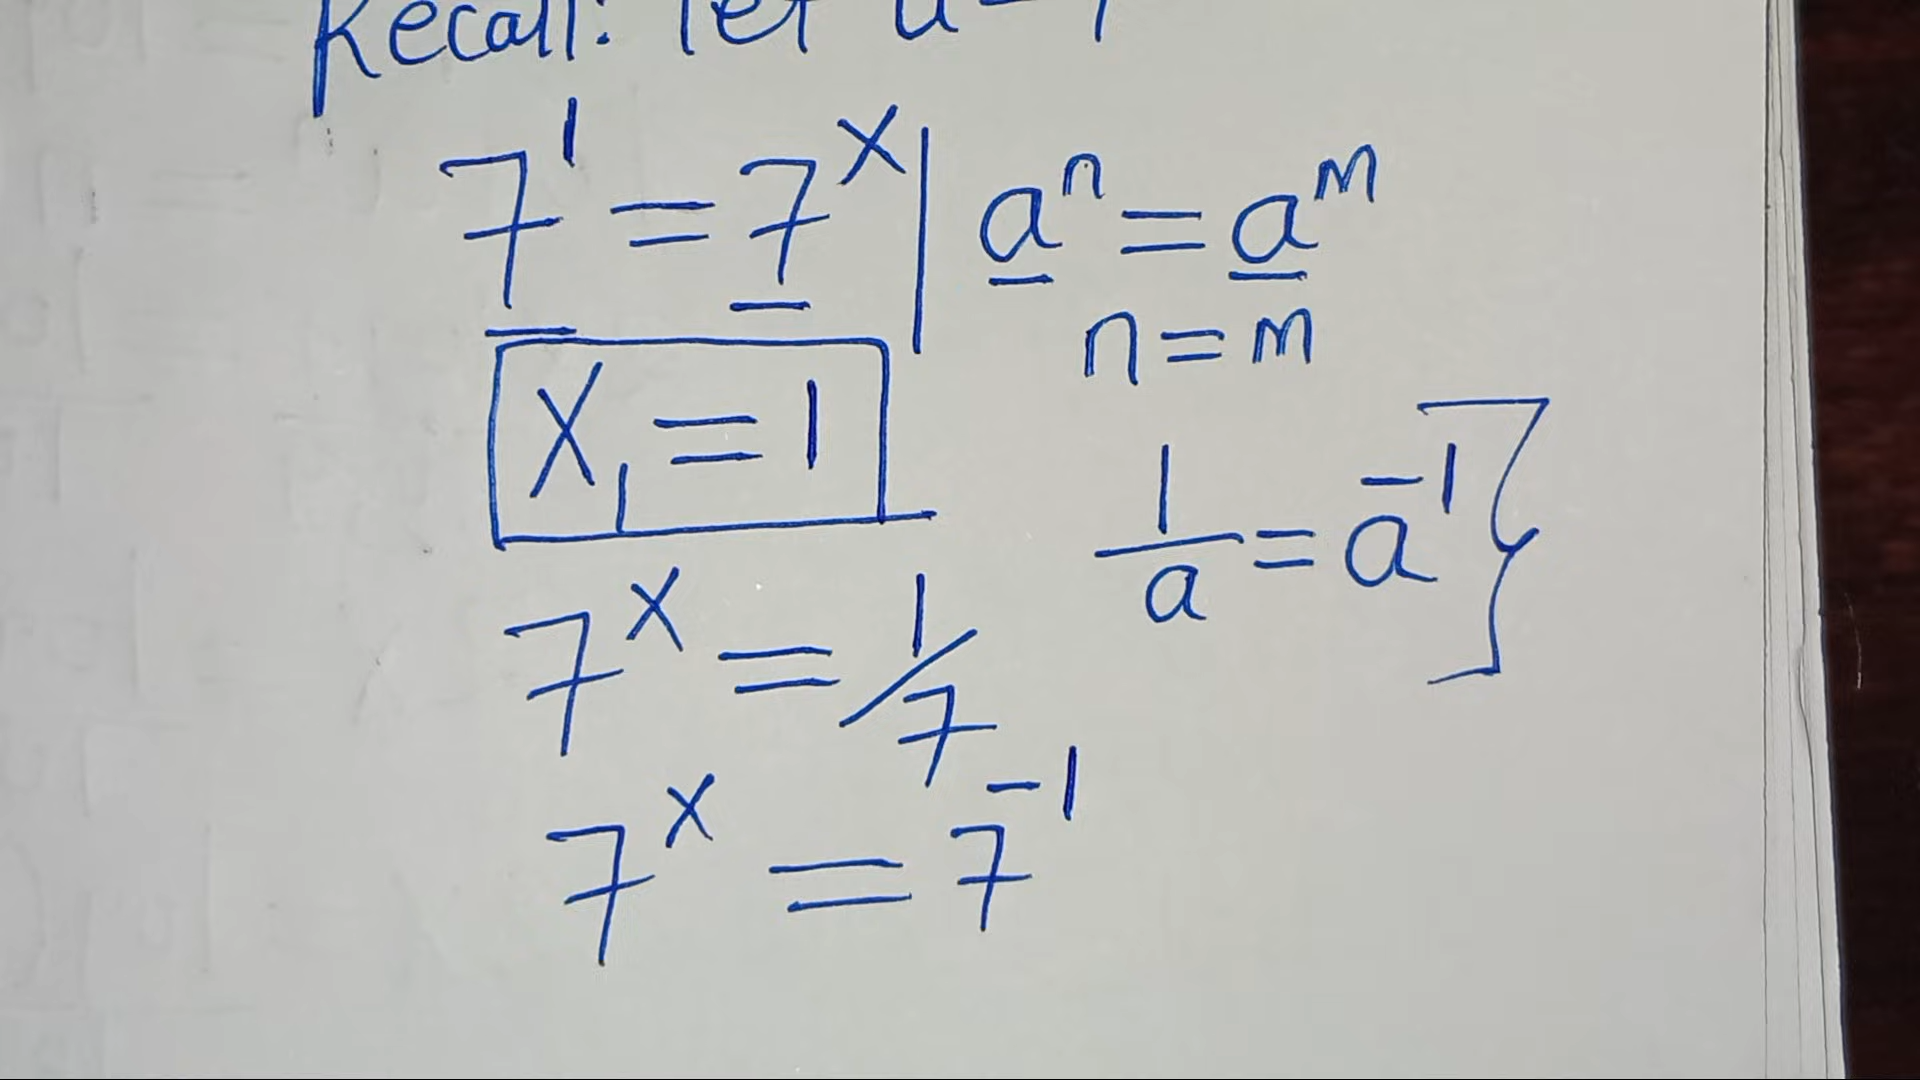 Recall: let a
7¹ = 7ˣ | aⁿ = aᵐ
n = m
x₁ = 1
1/a = a⁻¹ }
7ˣ = 1/7
7ˣ = 7⁻¹